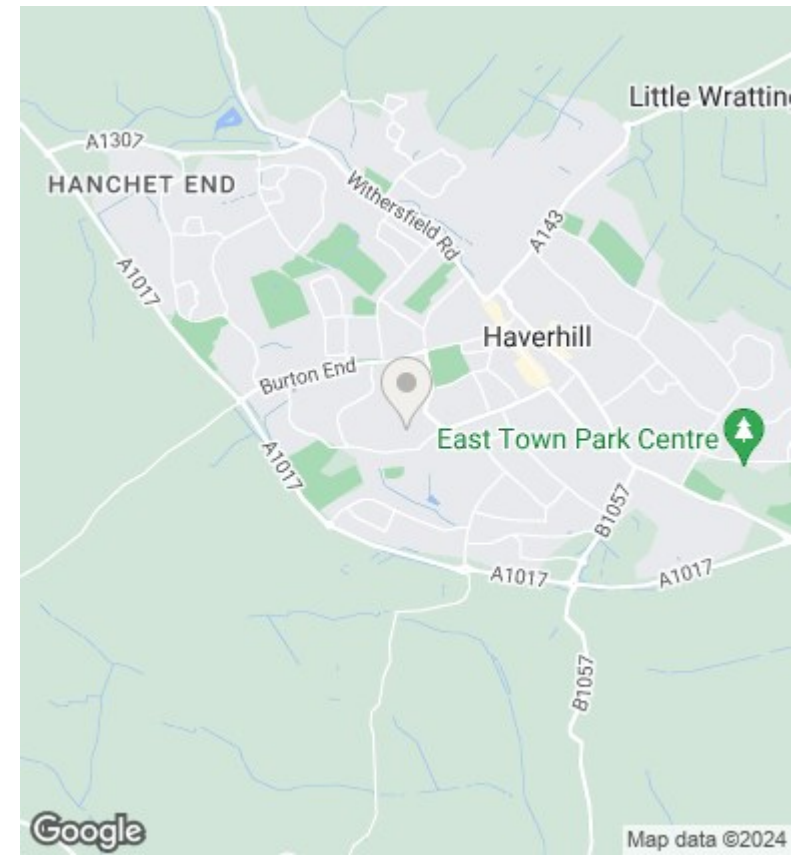 Little Wratting
A1307
HANCHET END
Withersfield Rd
A143
A1017
Haverhill
Burton End
East Town Park Centre
A1017
B1057
A1017
A1017
B1057
Google
Map data ©2024